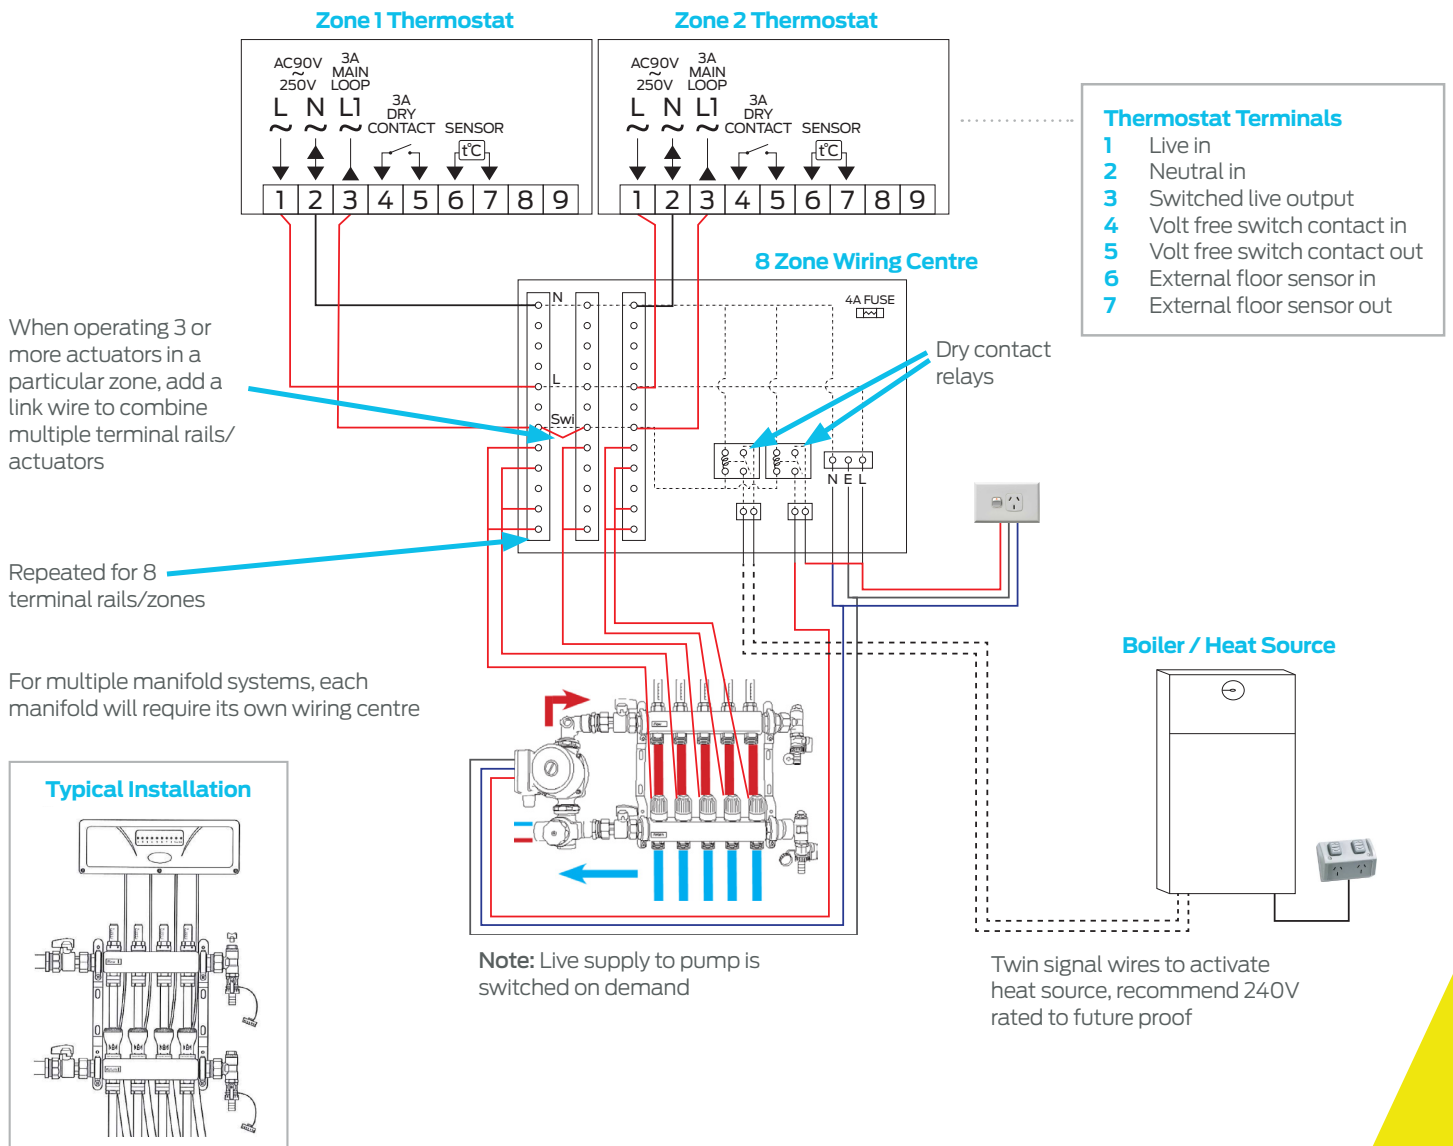 Zone 1 Thermostat
Zone 2 Thermostat
AC90V
~
250V
3A
MAIN
LOOP
L N L1
~ ~
3A
DRY
CONTACT
SENSOR
t°C
1 2 3 4 5 6 7 8 9
AC90V
~
250V
3A
MAIN
LOOP
L N L1
~ ~
3A
DRY
CONTACT
SENSOR
t°C
1 2 3 4 5 6 7 8 9
Thermostat Terminals
1 Live in
2 Neutral in
3 Switched live output
4 Volt free switch contact in
5 Volt free switch contact out
6 External floor sensor in
7 External floor sensor out
8 Zone Wiring Centre
N
L
Swi
4A FUSE
N E L
When operating 3 or
more actuators in a
particular zone, add a
link wire to combine
multiple terminal rails/
actuators
Dry contact
relays
Repeated for 8
terminal rails/zones
For multiple manifold systems, each
manifold will require its own wiring centre
Boiler / Heat Source
Typical Installation
Note: Live supply to pump is
switched on demand
Twin signal wires to activate
heat source, recommend 240V
rated to future proof